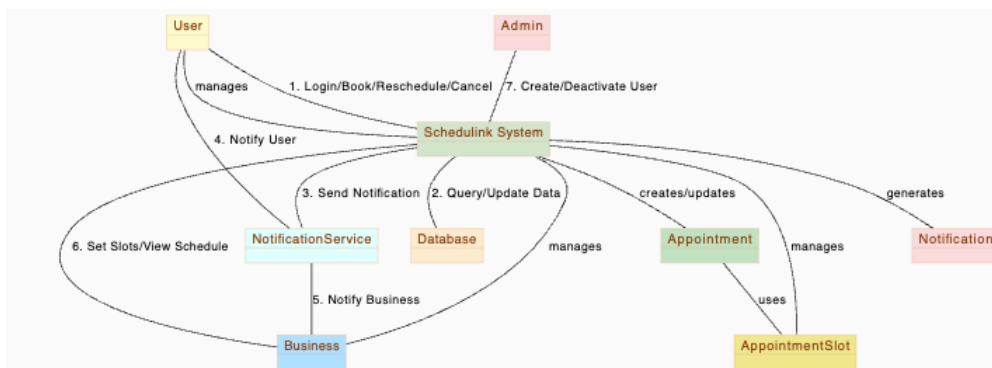 User
Admin
manages
1. Login/Book/Reschedule/Cancel
7. Create/Deactivate User
4. Notify User
Schedulink System
3. Send Notification
2. Query/Update Data
creates/updates
generates
6. Set Slots/View Schedule
NotificationService
Database
manages
Appointment
manages
Notification
5. Notify Business
uses
Business
AppointmentSlot